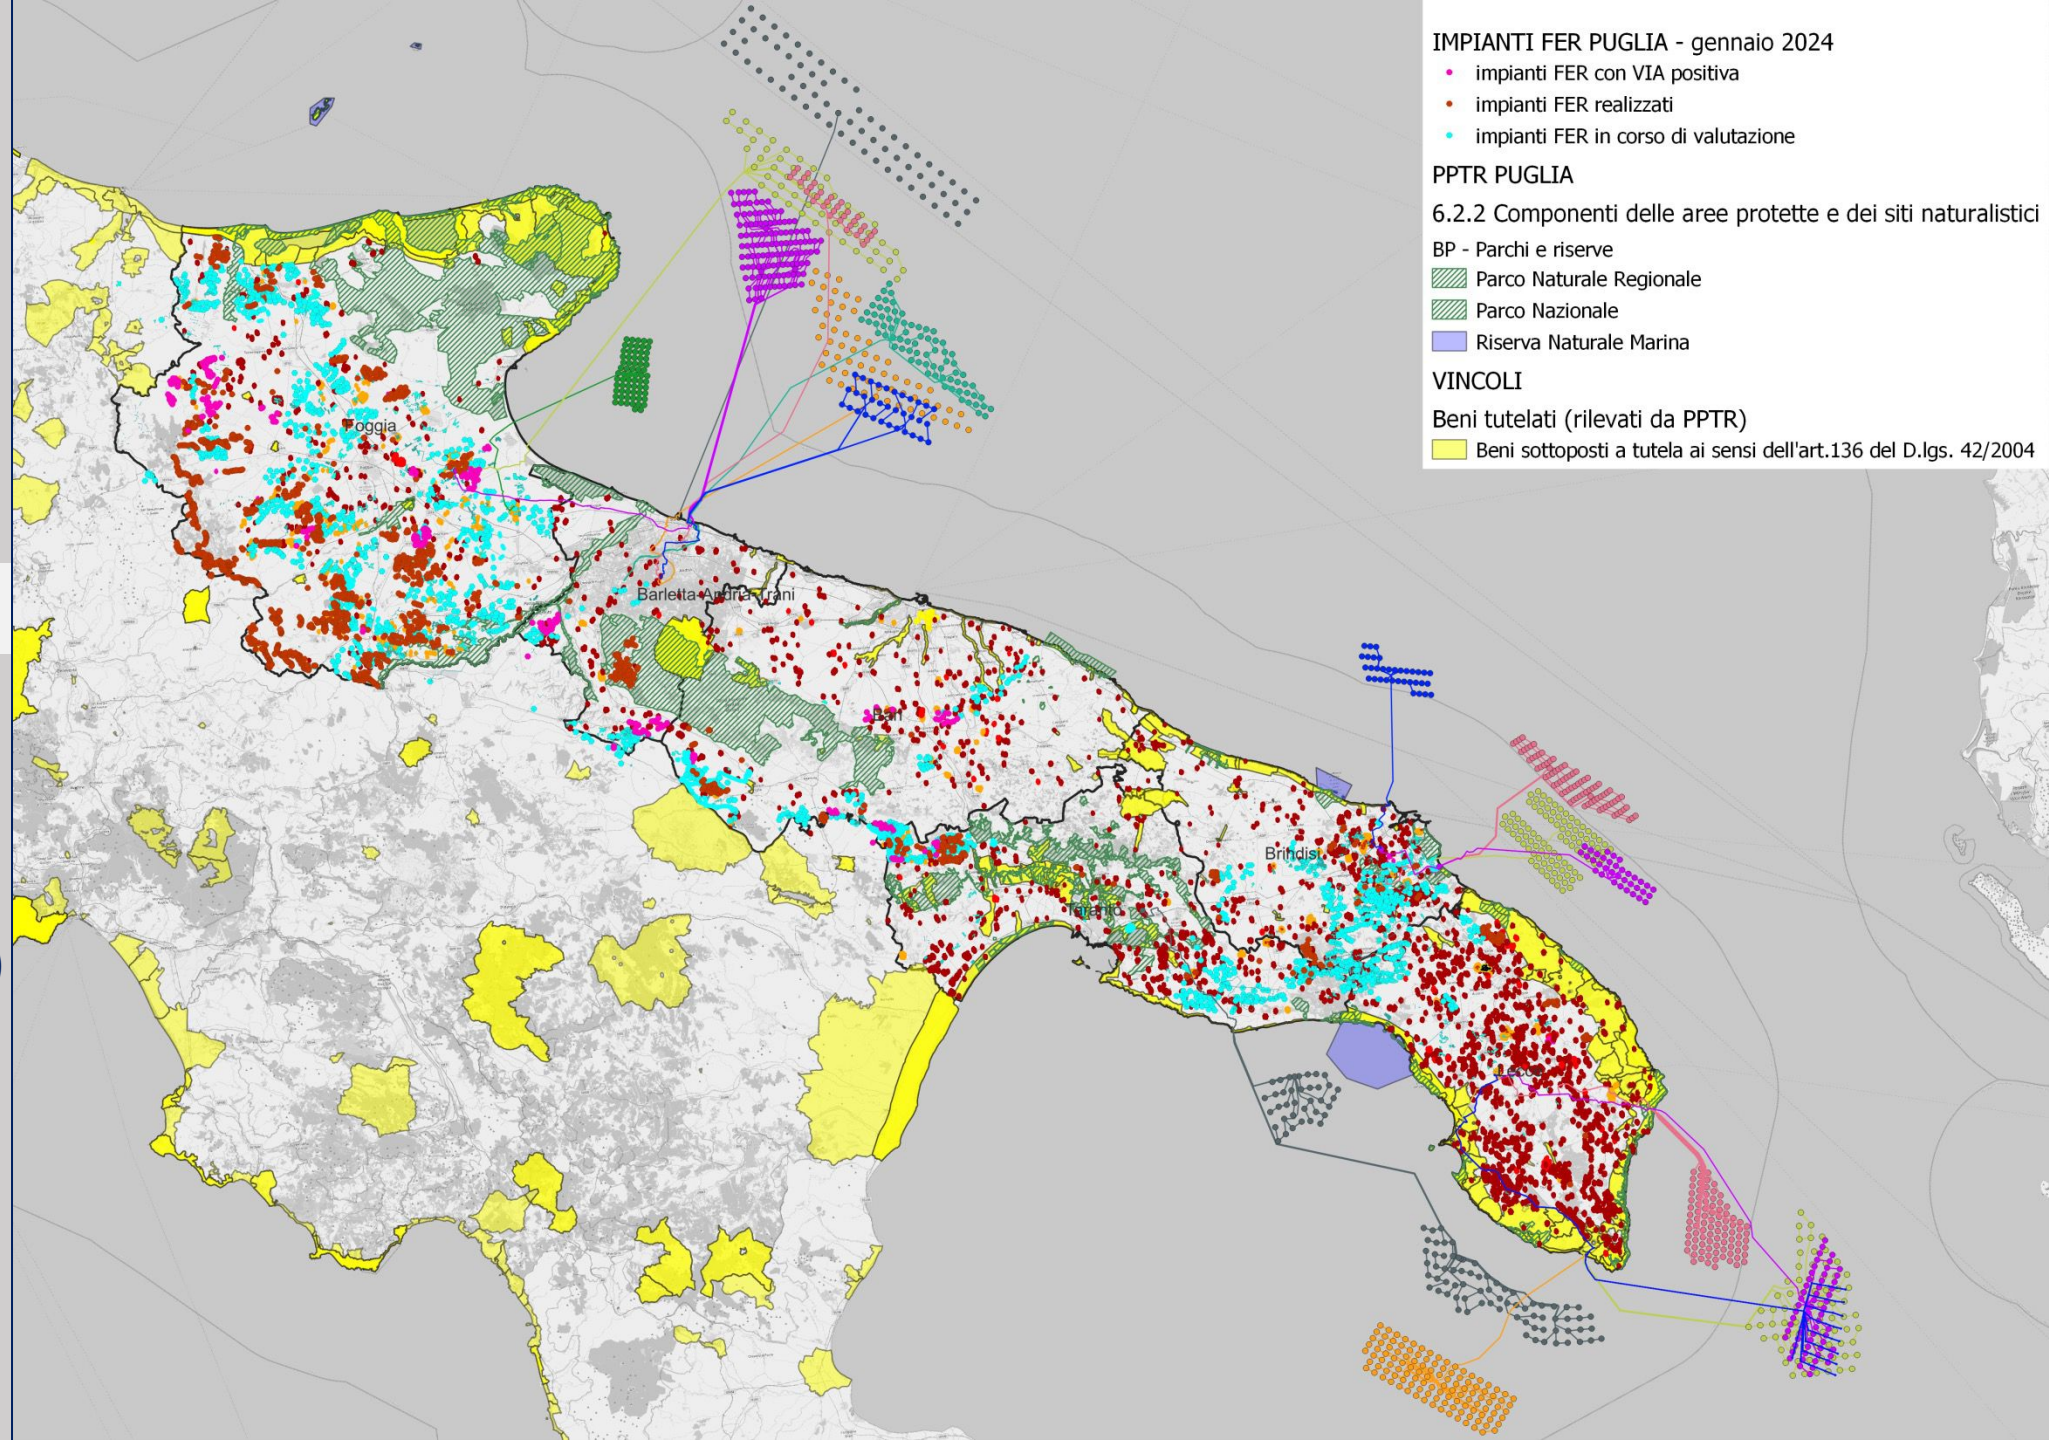 IMPIANTI FER PUGLIA - gennaio 2024
impianti FER con VIA positiva
impianti FER realizzati
impianti FER in corso di valutazione
PPTR PUGLIA
6.2.2 Componenti delle aree protette e dei siti naturalistici
BP - Parchi e riserve
Parco Naturale Regionale
Parco Nazionale
Riserva Naturale Marina
VINCOLI
Beni tutelati (rilevati da PPTR)
Beni sottoposti a tutela ai sensi dell'art.136 del D.lgs. 42/2004
Foggia
Barletta-Andria-Trani
Bari
Brindisi
Taranto
Lecce